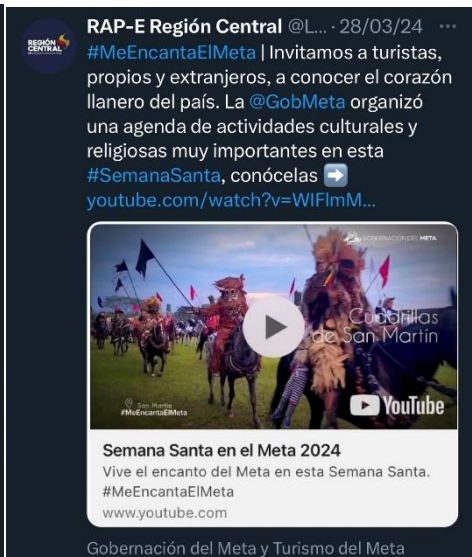 RAP-E Región Central @L... · 28/03/24 ...
REGIÓN
CENTRAL
#MeEncantaElMeta | Invitamos a turistas,
propios y extranjeros, a conocer el corazón
llanero del país. La @GobMeta organizó
una agenda de actividades culturales y
religiosas muy importantes en esta
#SemanaSanta, conócelas ➡️
youtube.com/watch?v=WIFlmM...
GOBERNACIÓN DEL META
Cuadrillas
de San Martín
San Martín
#MeEncantaElMeta
YouTube
Semana Santa en el Meta 2024
Vive el encanto del Meta en esta Semana Santa.
#MeEncantaElMeta
www.youtube.com
Gobernación del Meta y Turismo del Meta